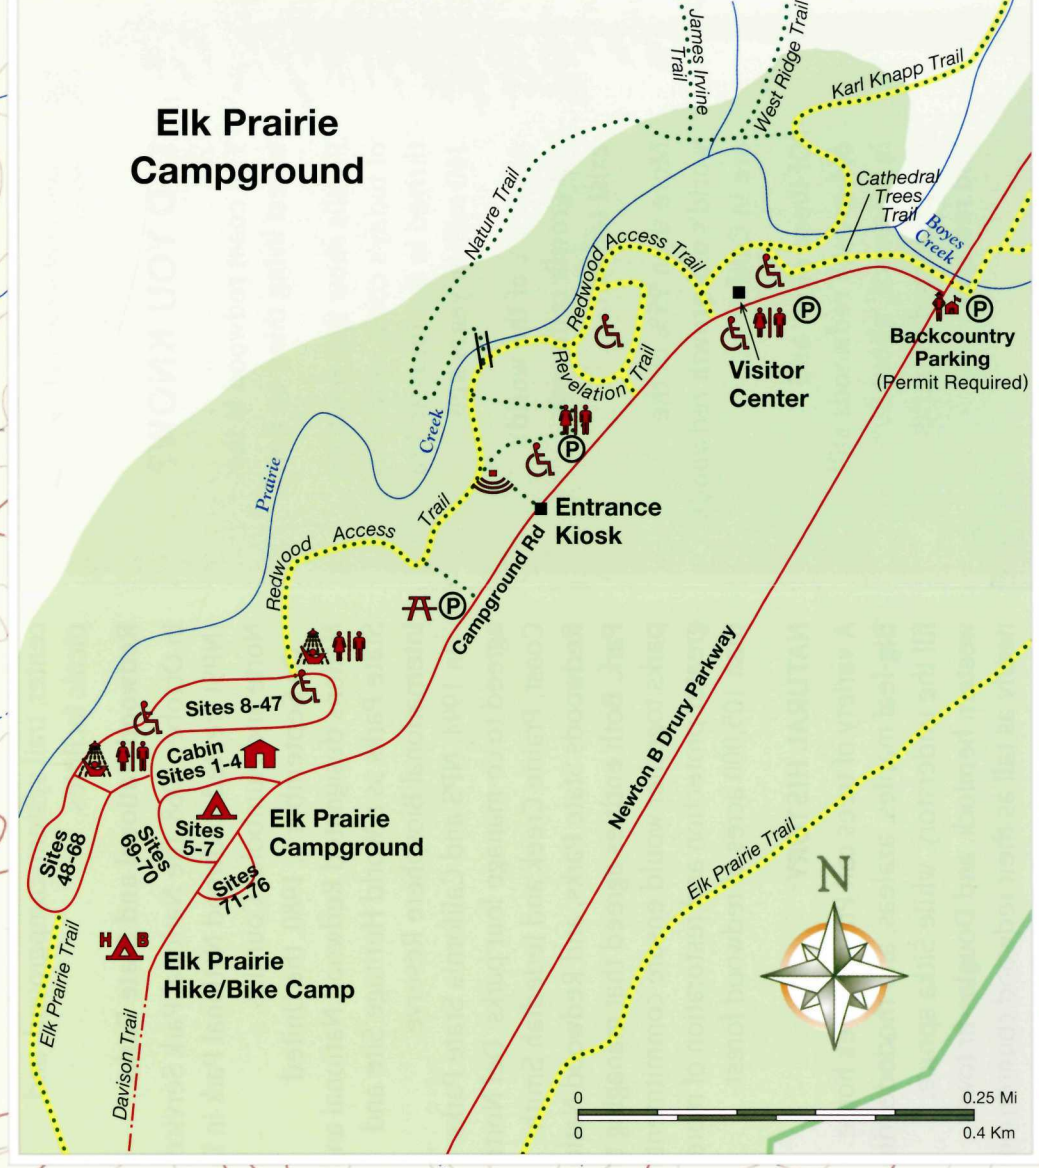 James Irvine
Trail
West Ridge Trail
Karl Knapp Trail
Elk Prairie
Campground
Nature Trail
Cathedral
Trees
Trail
Boyes
Creek
Redwood Access Trail
P
P
Backcountry
Parking
(Permit Required)
Revelation Trail
Visitor
Center
Creek
Prairie
P
Entrance
Kiosk
Redwood Access Trail
P
Campground Rd
Newton B Drury Parkway
Sites 8-47
Cabin
Sites 1-4
Elk Prairie
Campground
Sites
5-7
Sites
69-70
Sites
48-68
Sites
71-76
Elk Prairie Trail
N
H B
Elk Prairie
Hike/Bike Camp
Elk Prairie Trail
Davison Trail
0 0.25 Mi
0 0.4 Km